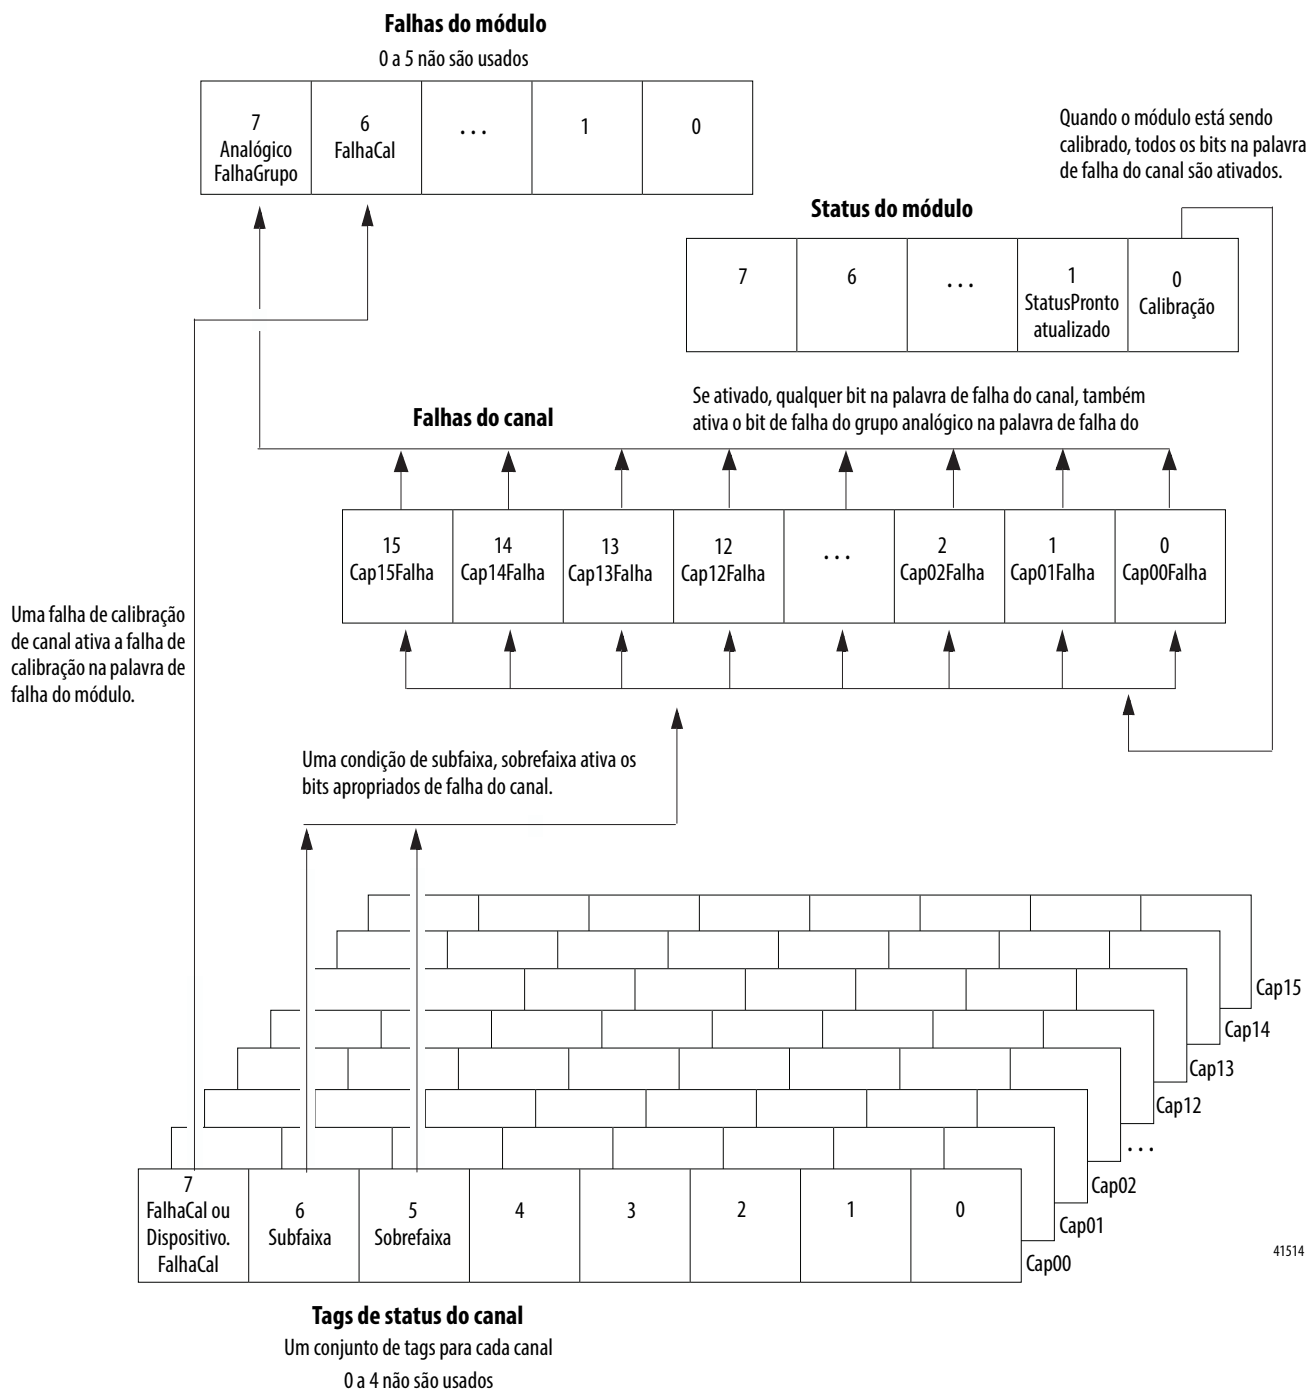 Falhas do módulo
0 a 5 não são usados
7
Analógico
FalhaGrupo
6
FalhaCal
. . .
1
0
Quando o módulo está sendo
calibrado, todos os bits na palavra
de falha do canal são ativados.
Status do módulo
7
6
. . .
1
StatusPronto
atualizado
0
Calibração
Se ativado, qualquer bit na palavra de falha do canal, também
ativa o bit de falha do grupo analógico na palavra de falha do
Falhas do canal
15
Cap15Falha
14
Cap14Falha
13
Cap13Falha
12
Cap12Falha
. . .
2
Cap02Falha
1
Cap01Falha
0
Cap00Falha
Uma falha de calibração
de canal ativa a falha de
calibração na palavra de
falha do módulo.
Uma condição de subfaixa, sobrefaixa ativa os
bits apropriados de falha do canal.
Cap15
Cap14
Cap13
Cap12
. . .
Cap02
Cap01
Cap00
7
FalhaCal ou
Dispositivo.
FalhaCal
6
Subfaixa
5
Sobrefaixa
4
3
2
1
0
41514
Tags de status do canal
Um conjunto de tags para cada canal
0 a 4 não são usados